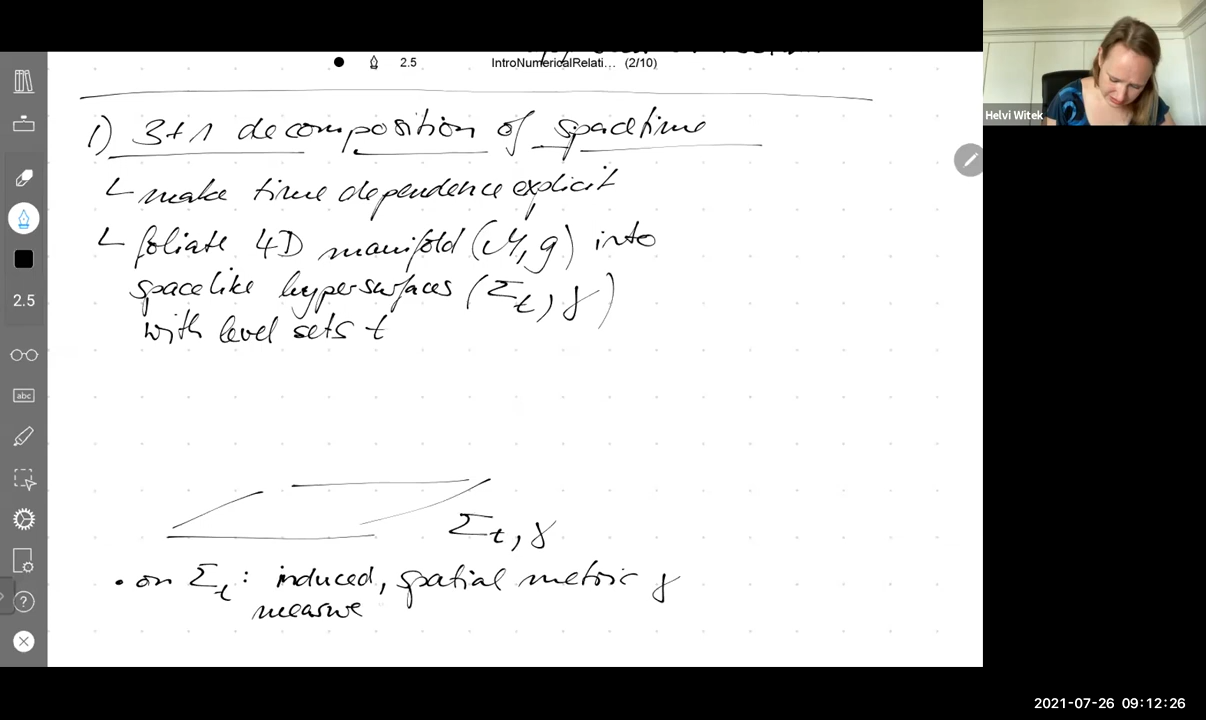 2.5
IntroNumericalRelati... (2/10)
1) 3+1 decomposition of spacetime
make time dependence explicit
foliate 4D manifold (M, g) into
spacelike hypersurfaces (Σt, γ)
with level sets t
Σt, γ
• on Σt: induced, spatial metric γ
measure
2.5
abc
?
Helvi Witek
2021-07-26 09:12:26